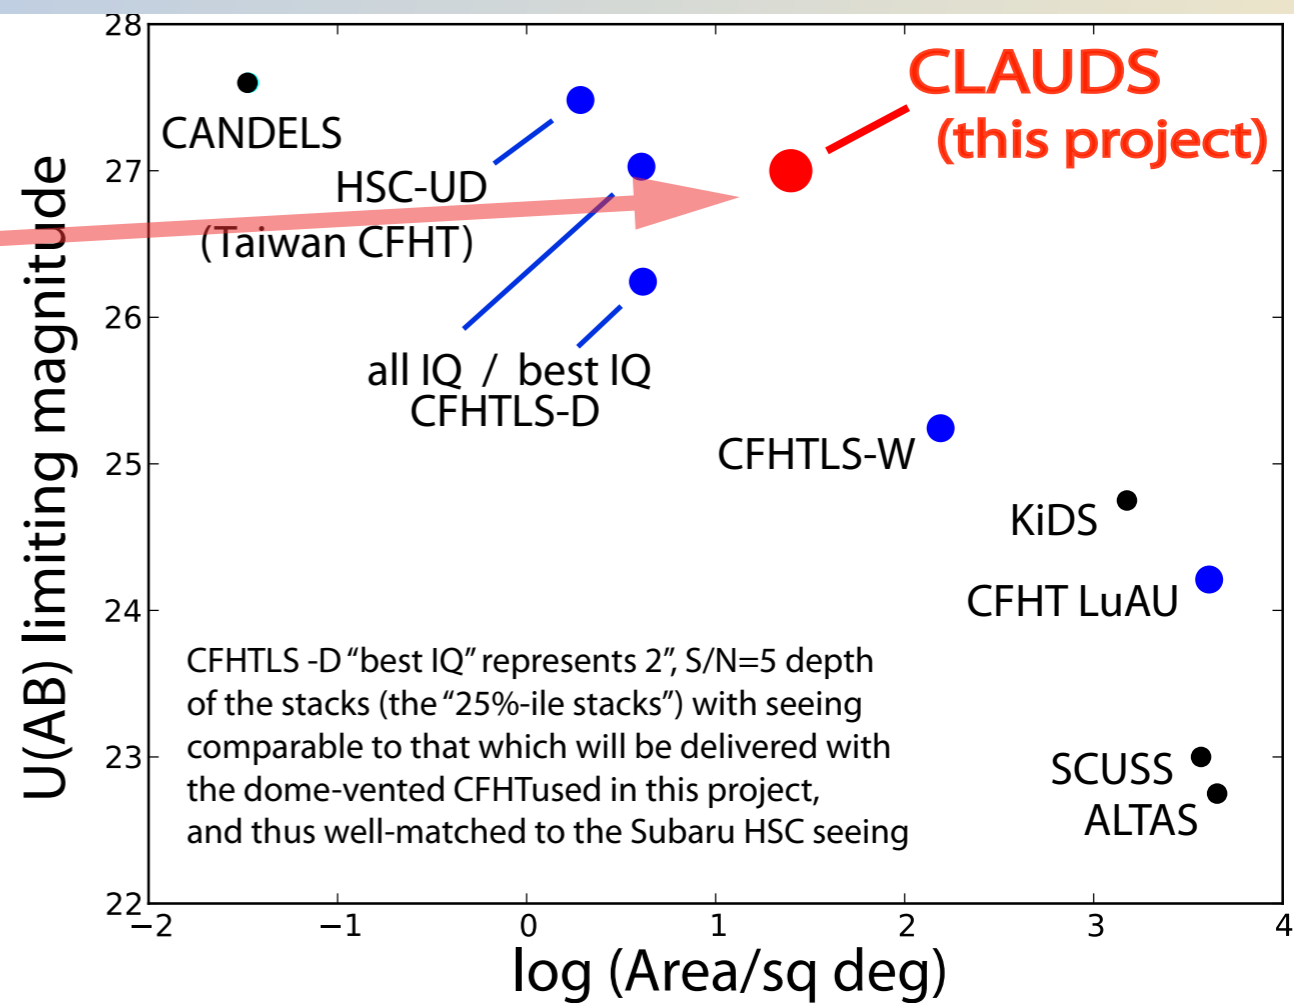 28
27
26
25
24
23
22
−2
−1
0
1
2
3
4
U(AB) limiting magnitude
log (Area/sq deg)
CANDELS
HSC-UD
(Taiwan CFHT)
CLAUDS
(this project)
all IQ / best IQ
CFHTLS-D
CFHTLS-W
KiDS
CFHT LuAU
SCUSS
ALTAS
CFHTLS -D “best IQ” represents 2”, S/N=5 depth
of the stacks (the “25%-ile stacks”) with seeing
comparable to that which will be delivered with
the dome-vented CFHTused in this project,
and thus well-matched to the Subaru HSC seeing